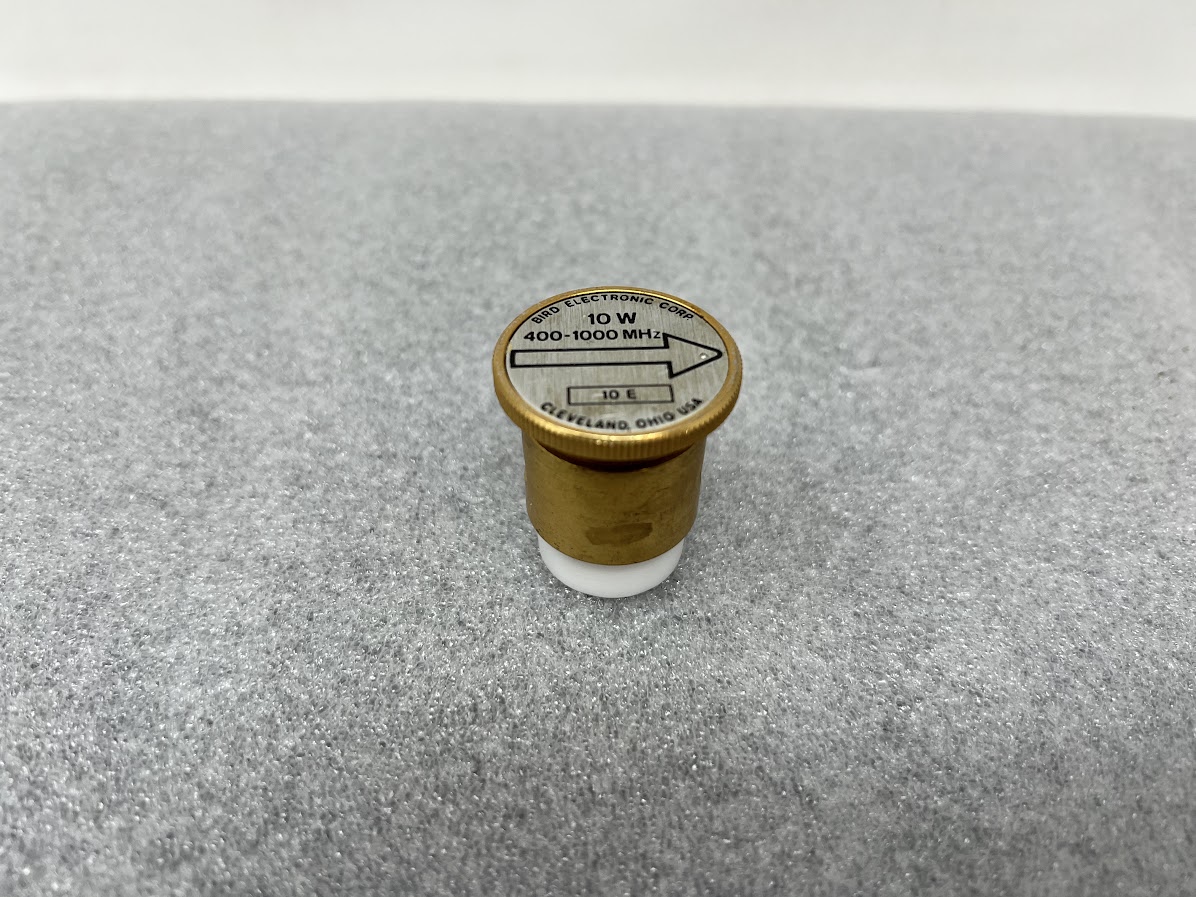 BIRD ELECTRONIC CORP.
10 W
400-1000 MHz
10 E
CLEVELAND, OHIO USA